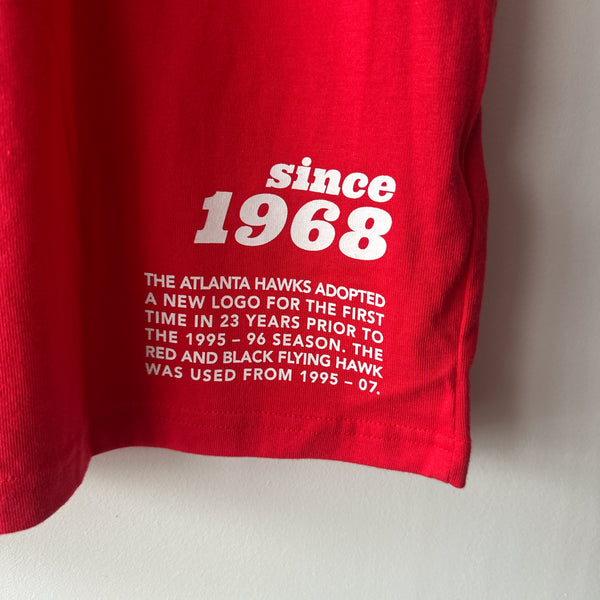 since
1968
THE ATLANTA HAWKS ADOPTED
A NEW LOGO FOR THE FIRST
TIME IN 23 YEARS PRIOR TO
THE 1995 – 96 SEASON. THE
RED AND BLACK FLYING HAWK
WAS USED FROM 1995 – 07.